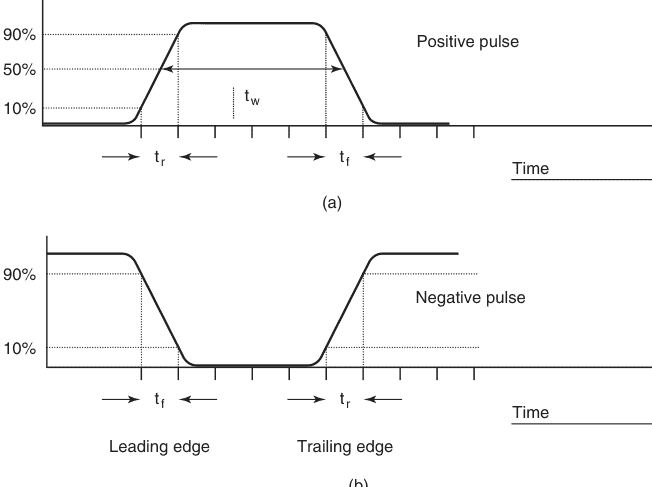 90%
Positive pulse
50%
t_w
10%
t_r
t_f
Time
(a)
90%
Negative pulse
10%
t_f
t_r
Time
Leading edge
Trailing edge
(b)